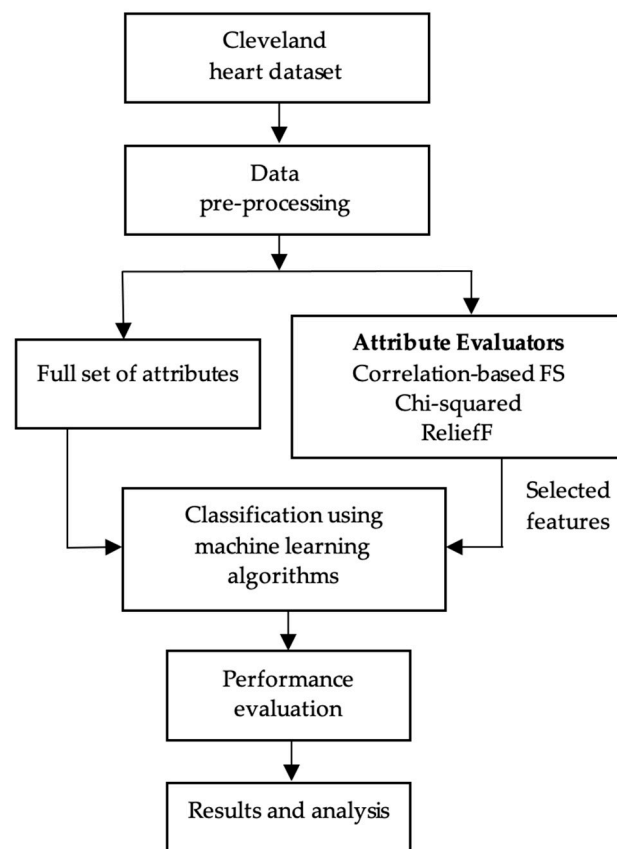 Cleveland
heart dataset
Data
pre-processing
Full set of attributes
Attribute Evaluators
Correlation-based FS
Chi-squared
ReliefF
Selected
features
Classification using
machine learning
algorithms
Performance
evaluation
Results and analysis